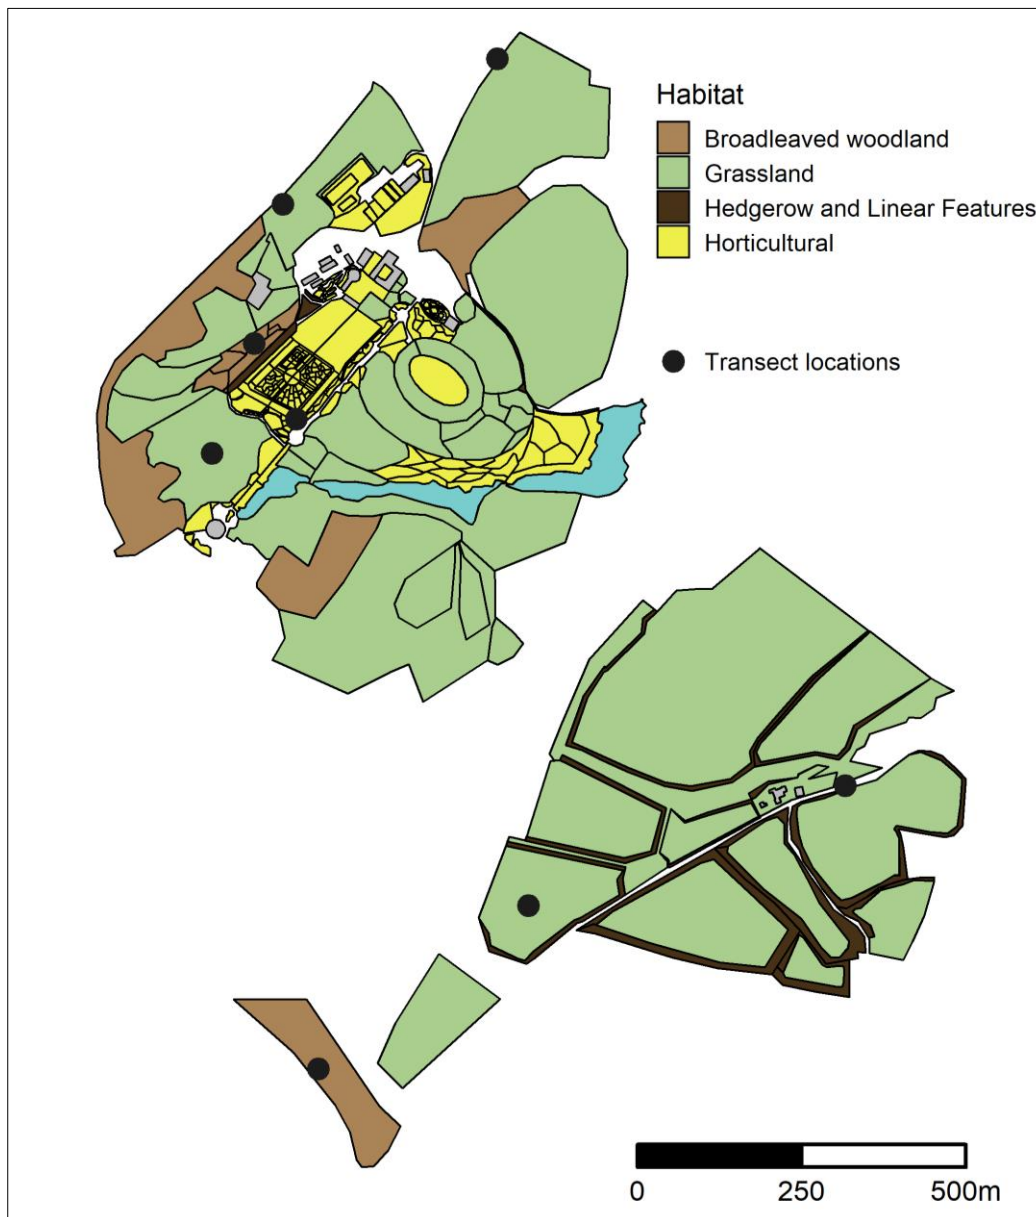 Habitat
Broadleaved woodland
Grassland
Hedgerow and Linear Features
Horticultural
Transect locations
0 250 500m